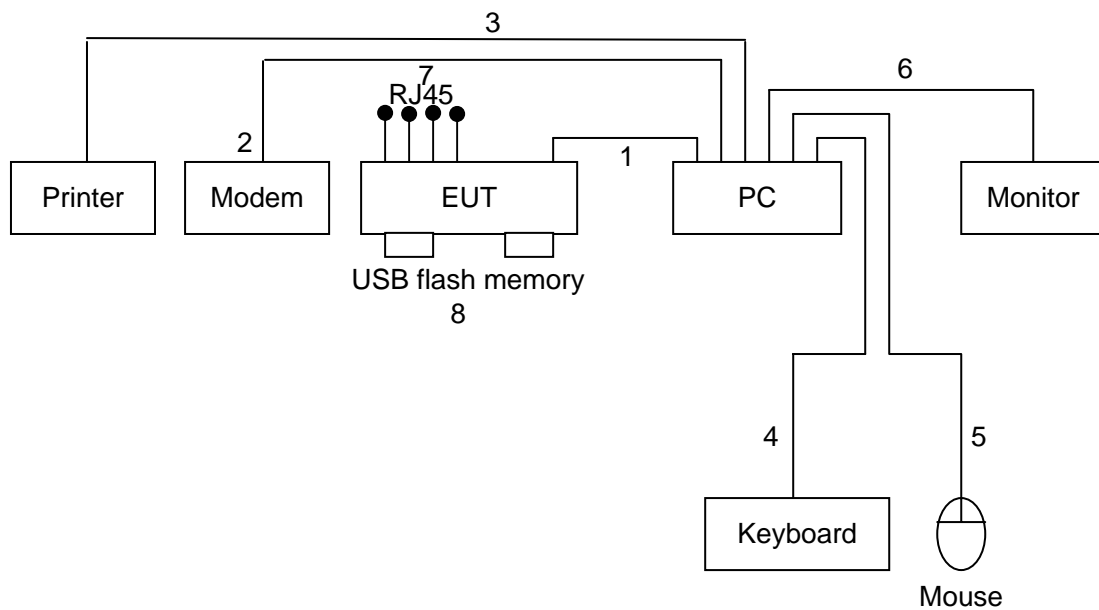 3
7
RJ45
6
2
1
Printer
Modem
EUT
PC
Monitor
USB flash memory
8
4
5
Keyboard
Mouse